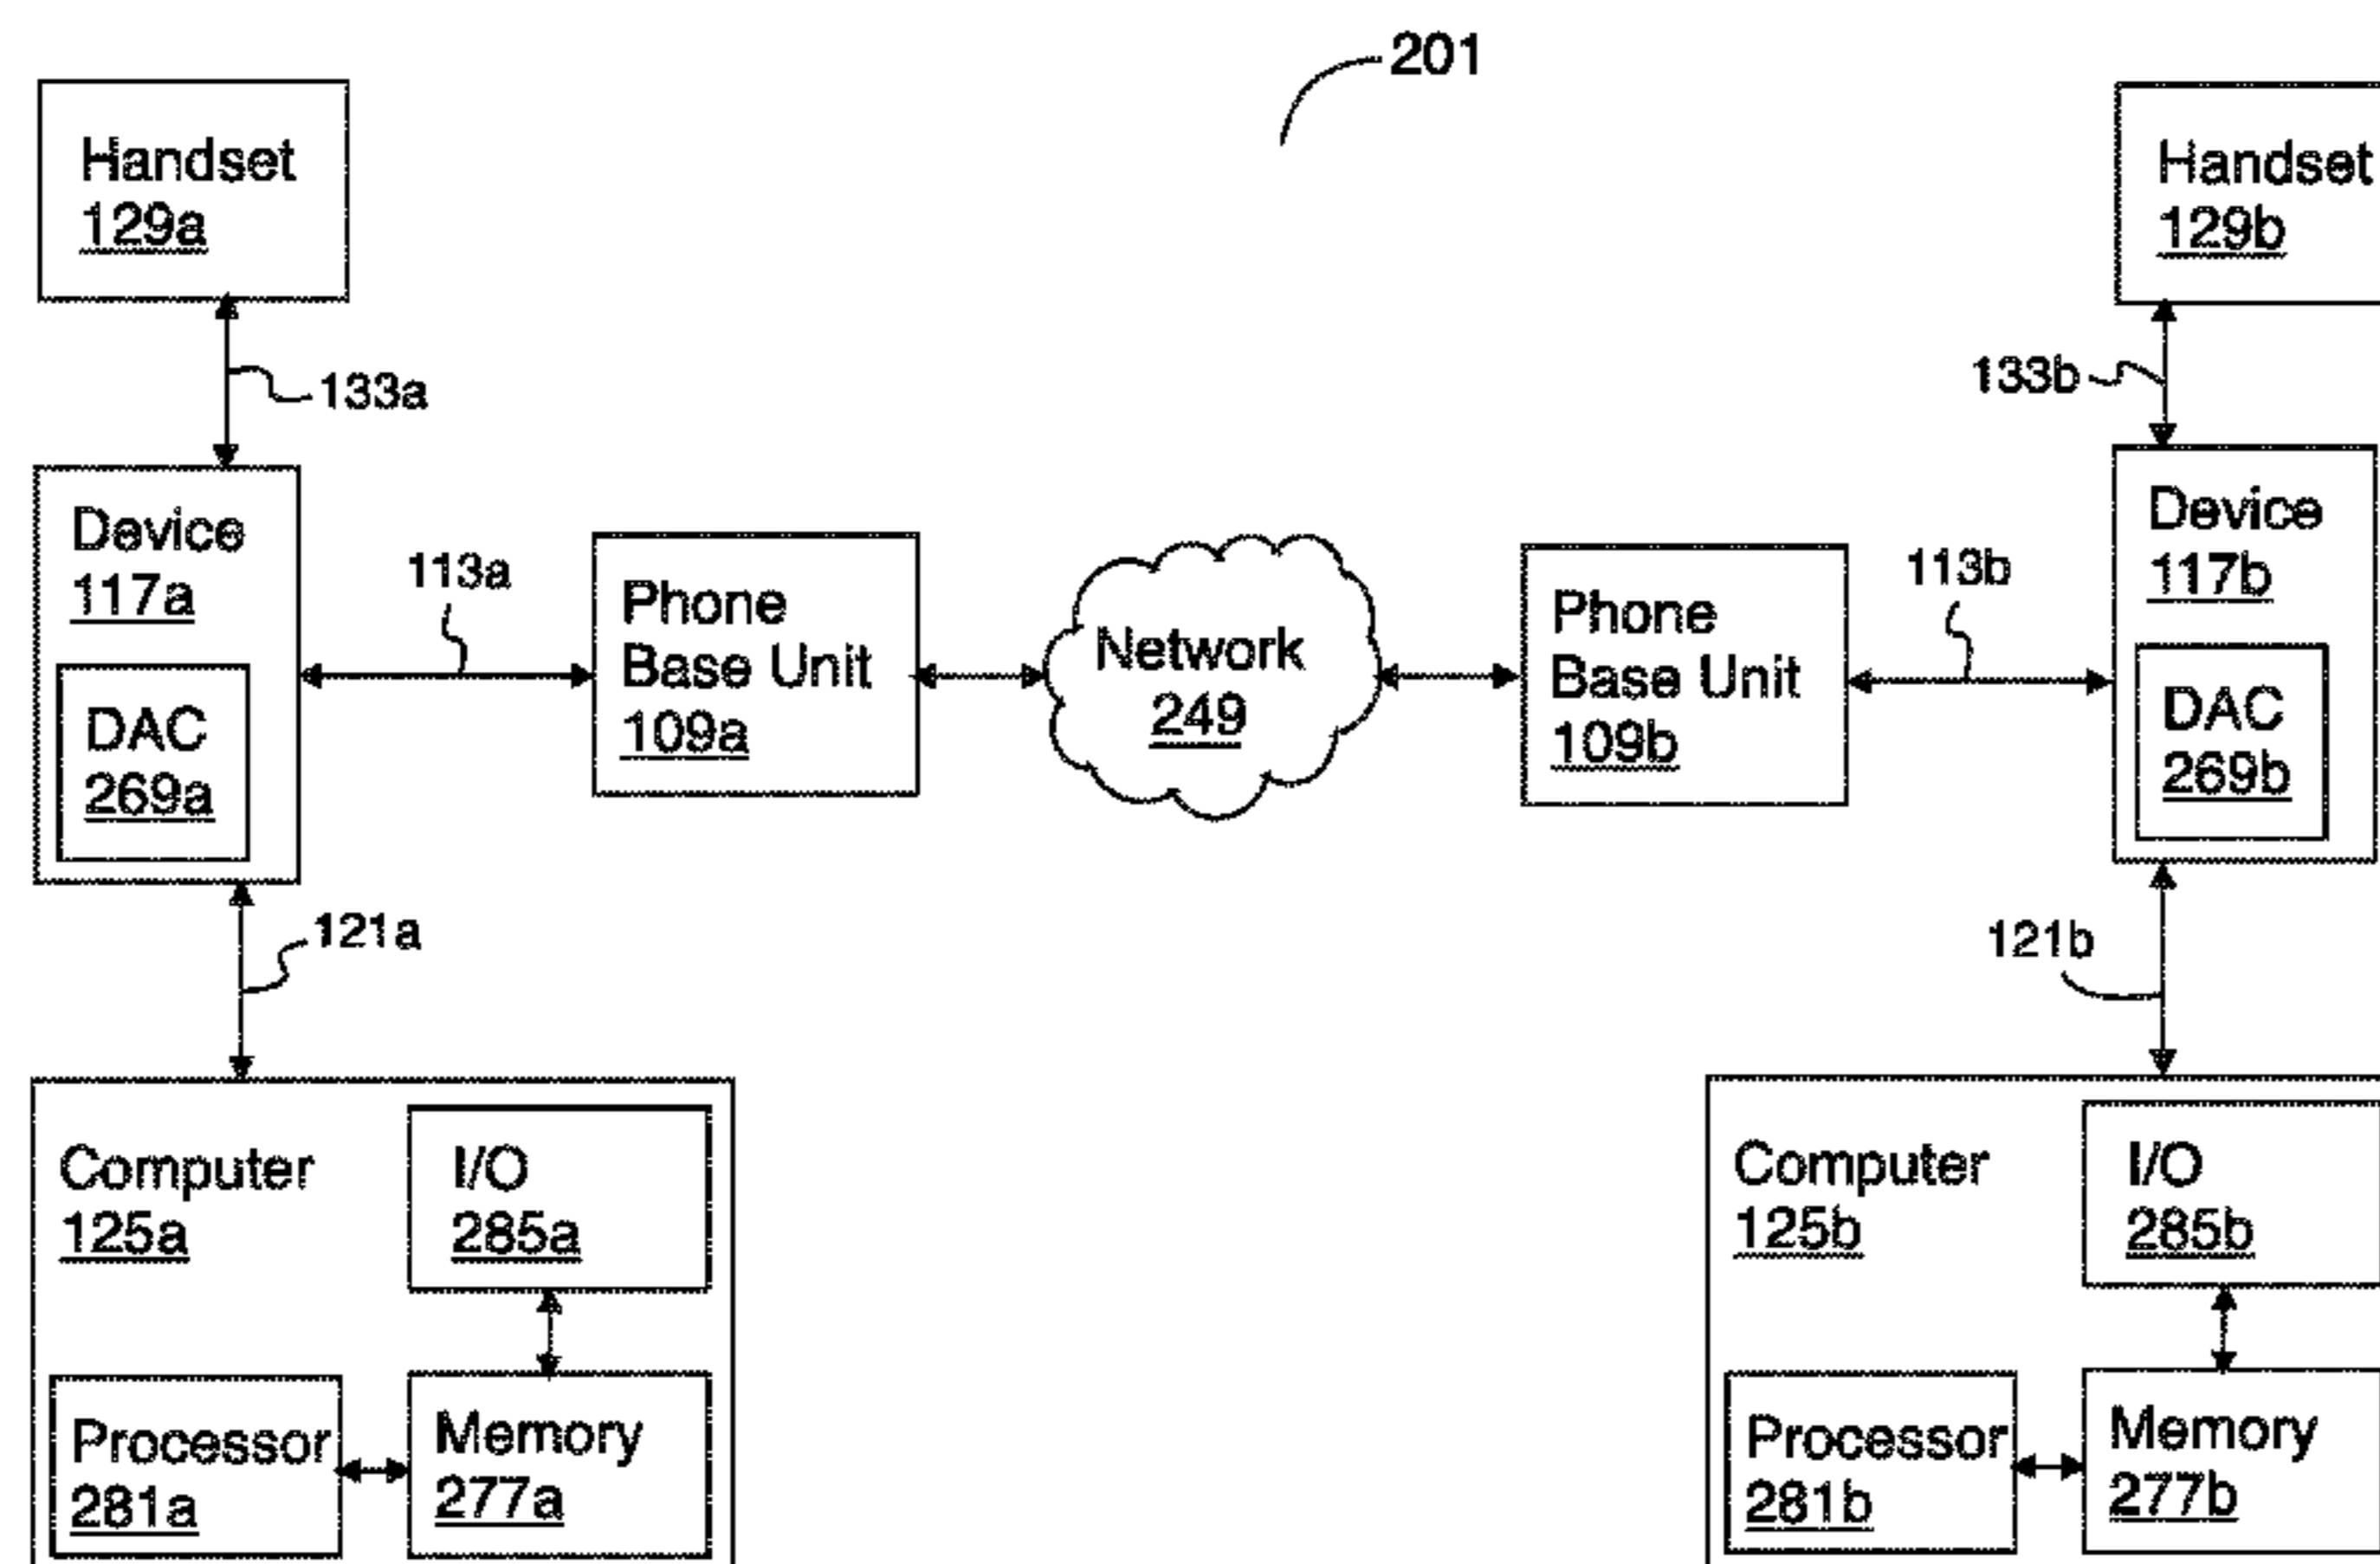 201
Handset
129a
Handset
129b
133a
133b
Device
117a
DAC
269a
113a
Phone
Base Unit
109a
Network
249
Phone
Base Unit
109b
113b
Device
117b
DAC
269b
121a
121b
Computer
125a
I/O
285a
Processor
281a
Memory
277a
Computer
125b
I/O
285b
Processor
281b
Memory
277b